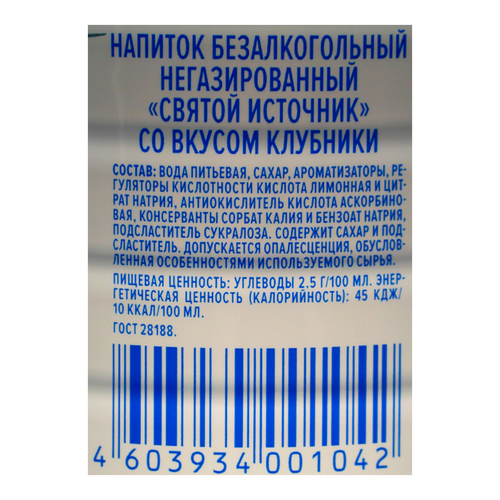 НАПИТОК БЕЗАЛКОГОЛЬНЫЙ
НЕГАЗИРОВАННЫЙ
«СВЯТОЙ ИСТОЧНИК»
СО ВКУСОМ КЛУБНИКИ
СОСТАВ: ВОДА ПИТЬЕВАЯ, САХАР, АРОМАТИЗАТОРЫ, РЕ-
ГУЛЯТОРЫ КИСЛОТНОСТИ КИСЛОТА ЛИМОННАЯ И ЦИТ-
РАТ НАТРИЯ, АНТИОКИСЛИТЕЛЬ КИСЛОТА АСКОРБИНО-
ВАЯ, КОНСЕРВАНТЫ СОРБАТ КАЛИЯ И БЕНЗОАТ НАТРИЯ,
ПОДСЛАСТИТЕЛЬ СУКРАЛОЗА. СОДЕРЖИТ САХАР И ПОД-
СЛАСТИТЕЛЬ. ДОПУСКАЕТСЯ ОПАЛЕСЦЕНЦИЯ, ОБУСЛОВ-
ЛЕННАЯ ОСОБЕННОСТЯМИ ИСПОЛЬЗУЕМОГО СЫРЬЯ.
ПИЩЕВАЯ ЦЕННОСТЬ: УГЛЕВОДЫ 2.5 Г/100 МЛ. ЭНЕР-
ГЕТИЧЕСКАЯ ЦЕННОСТЬ (КАЛОРИЙНОСТЬ): 45 КДЖ/
10 ККАЛ/100 МЛ.
ГОСТ 28188.
4 603934 001042